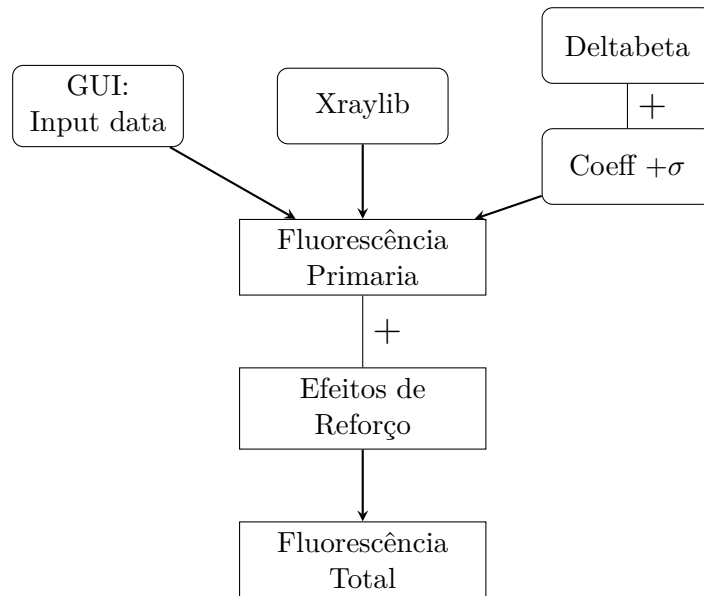 Deltabeta
GUI:
Input data
Xraylib
+
Coeff +σ
Fluorescência
Primaria
+
Efeitos de
Reforço
Fluorescência
Total